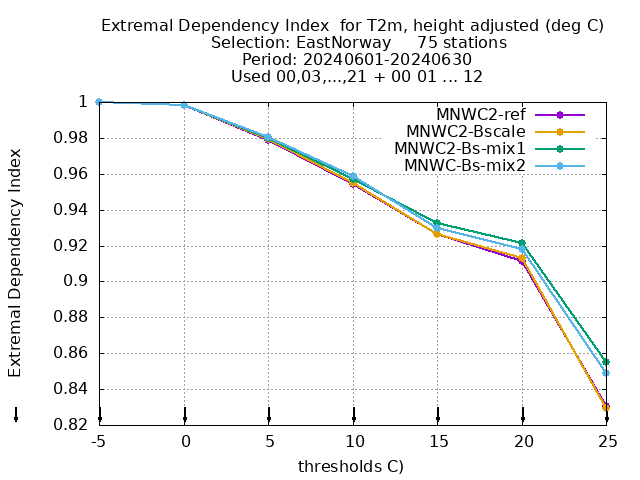 Extremal Dependency Index  for T2m, height adjusted (deg C)
Selection: EastNorway     75 stations
Period: 20240601-20240630
Used 00,03,...,21 + 00 01 ... 12
MNWC2-ref
MNWC2-Bscale
MNWC2-Bs-mix1
MNWC-Bs-mix2
Extremal Dependency Index
1
0.98
0.96
0.94
0.92
0.9
0.88
0.86
0.84
0.82
-5 0 5 10 15 20 25
thresholds C)